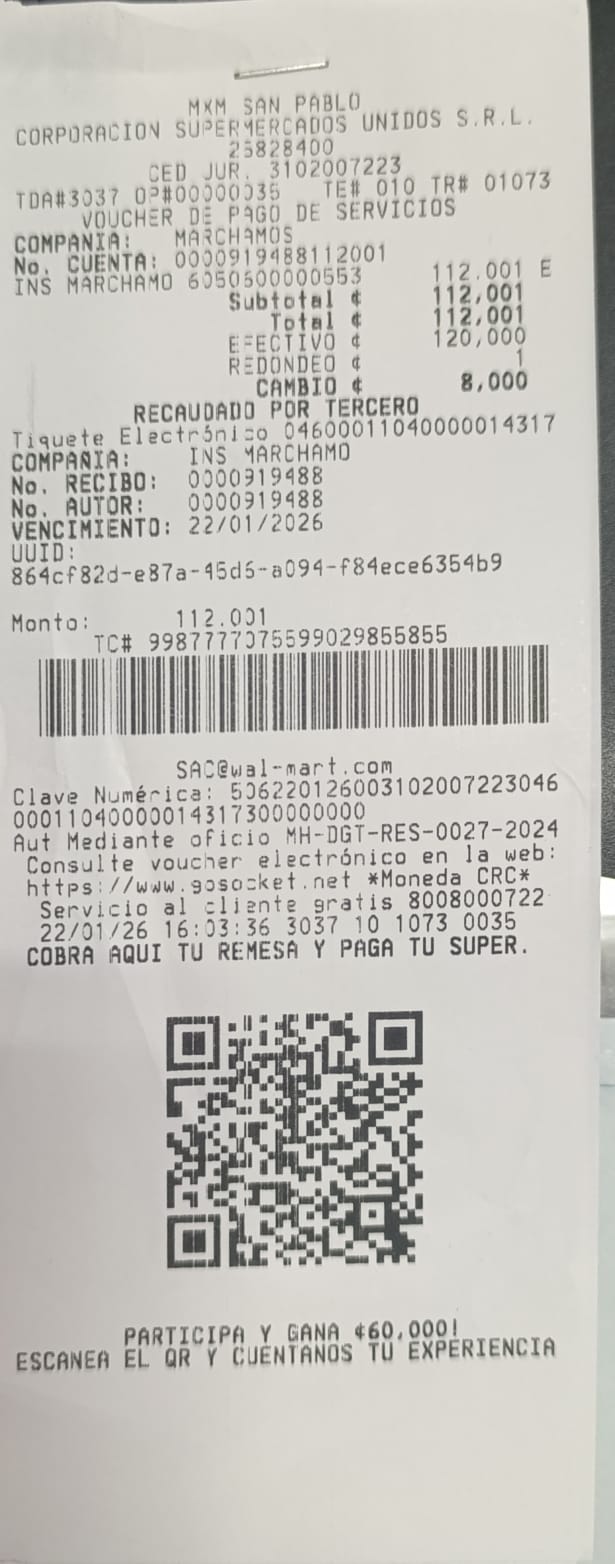 MXM SAN PABLO
CORPORACION SUPERMERCADOS UNIDOS S.R.L.
25828400
CED JUR. 3102007223
TDA#3037 OP#00000035 TE# 010 TR# 01073
VOUCHER DE PAGO DE SERVICIOS
COMPAÑIA: MARCHAMOS
No. CUENTA: 0000919488112001
INS MARCHAMO 6050600000553 112.001 E
Subtotal ¢ 112,001
Total ¢ 112,001
EFECTIVO ¢ 120,000
REDONDEO ¢ 1
CAMBIO ¢ 8,000
RECAUDADO POR TERCERO
Tiquete Electrónico 04600011040000014317
COMPAÑIA: INS MARCHAMO
No. RECIBO: 0000919488
No. AUTOR: 0000919488
VENCIMIENTO: 22/01/2026
UUID:
864cf82d-e87a-45d6-a094-f84ece6354b9
Monto: 112.001
TC# 9987777075599029855855
SAC@wal-mart.com
Clave Numérica: 5062201260031020072230​46
0001104000001431730000​0000
Aut Mediante oficio MH-DGT-RES-0027-2024
Consulte voucher electrónico en la web:
https://www.gosocket.net *Moneda CRC*
Servicio al cliente gratis 8008000722
22/01/26 16:03:36 3037 10 1073 0035
COBRA AQUI TU REMESA Y PAGA TU SUPER.
PARTICIPA Y GANA ¢60,000!
ESCANEA EL QR Y CUENTANOS TU EXPERIENCIA